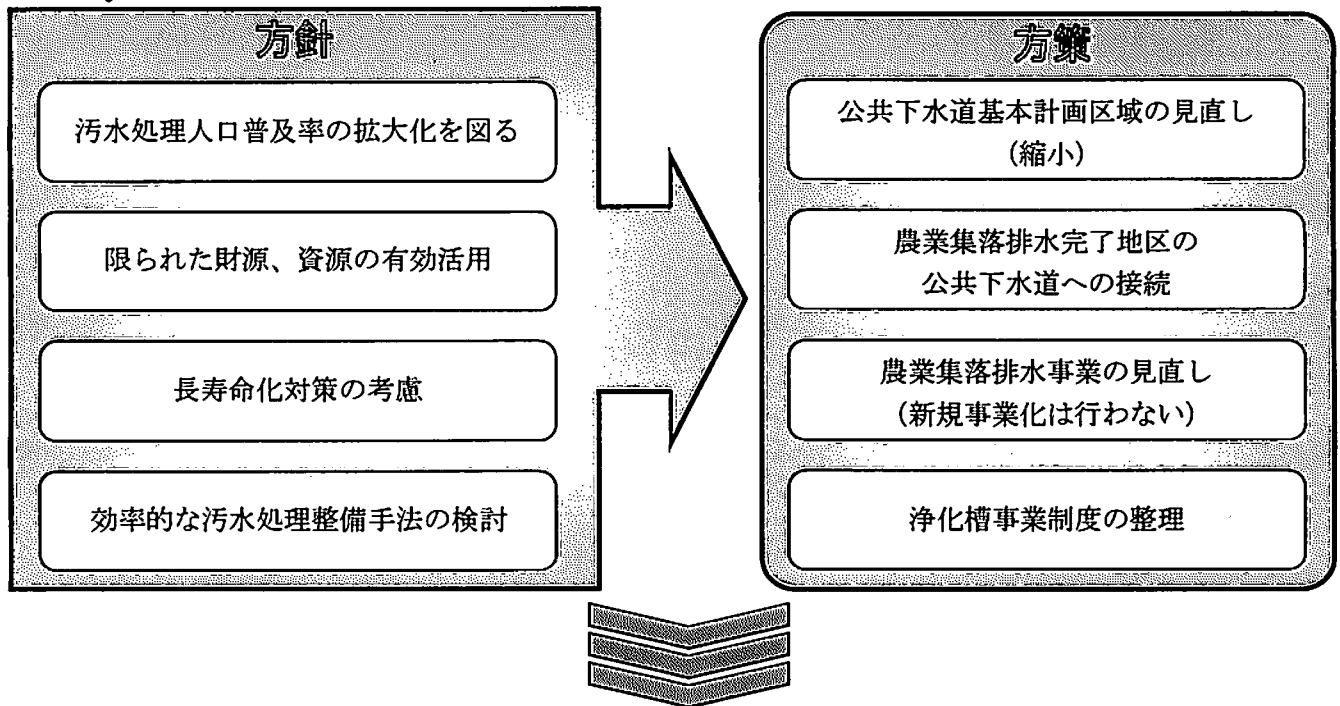 方針
汚水処理人口普及率の拡大化を図る
限られた財源、資源の有効活用
長寿命化対策の考慮
効率的な汚水処理整備手法の検討
方策
公共下水道基本計画区域の見直し
(縮小)
農業集落排水完了地区の
公共下水道への接続
農業集落排水事業の見直し
(新規事業化は行わない)
浄化槽事業制度の整理